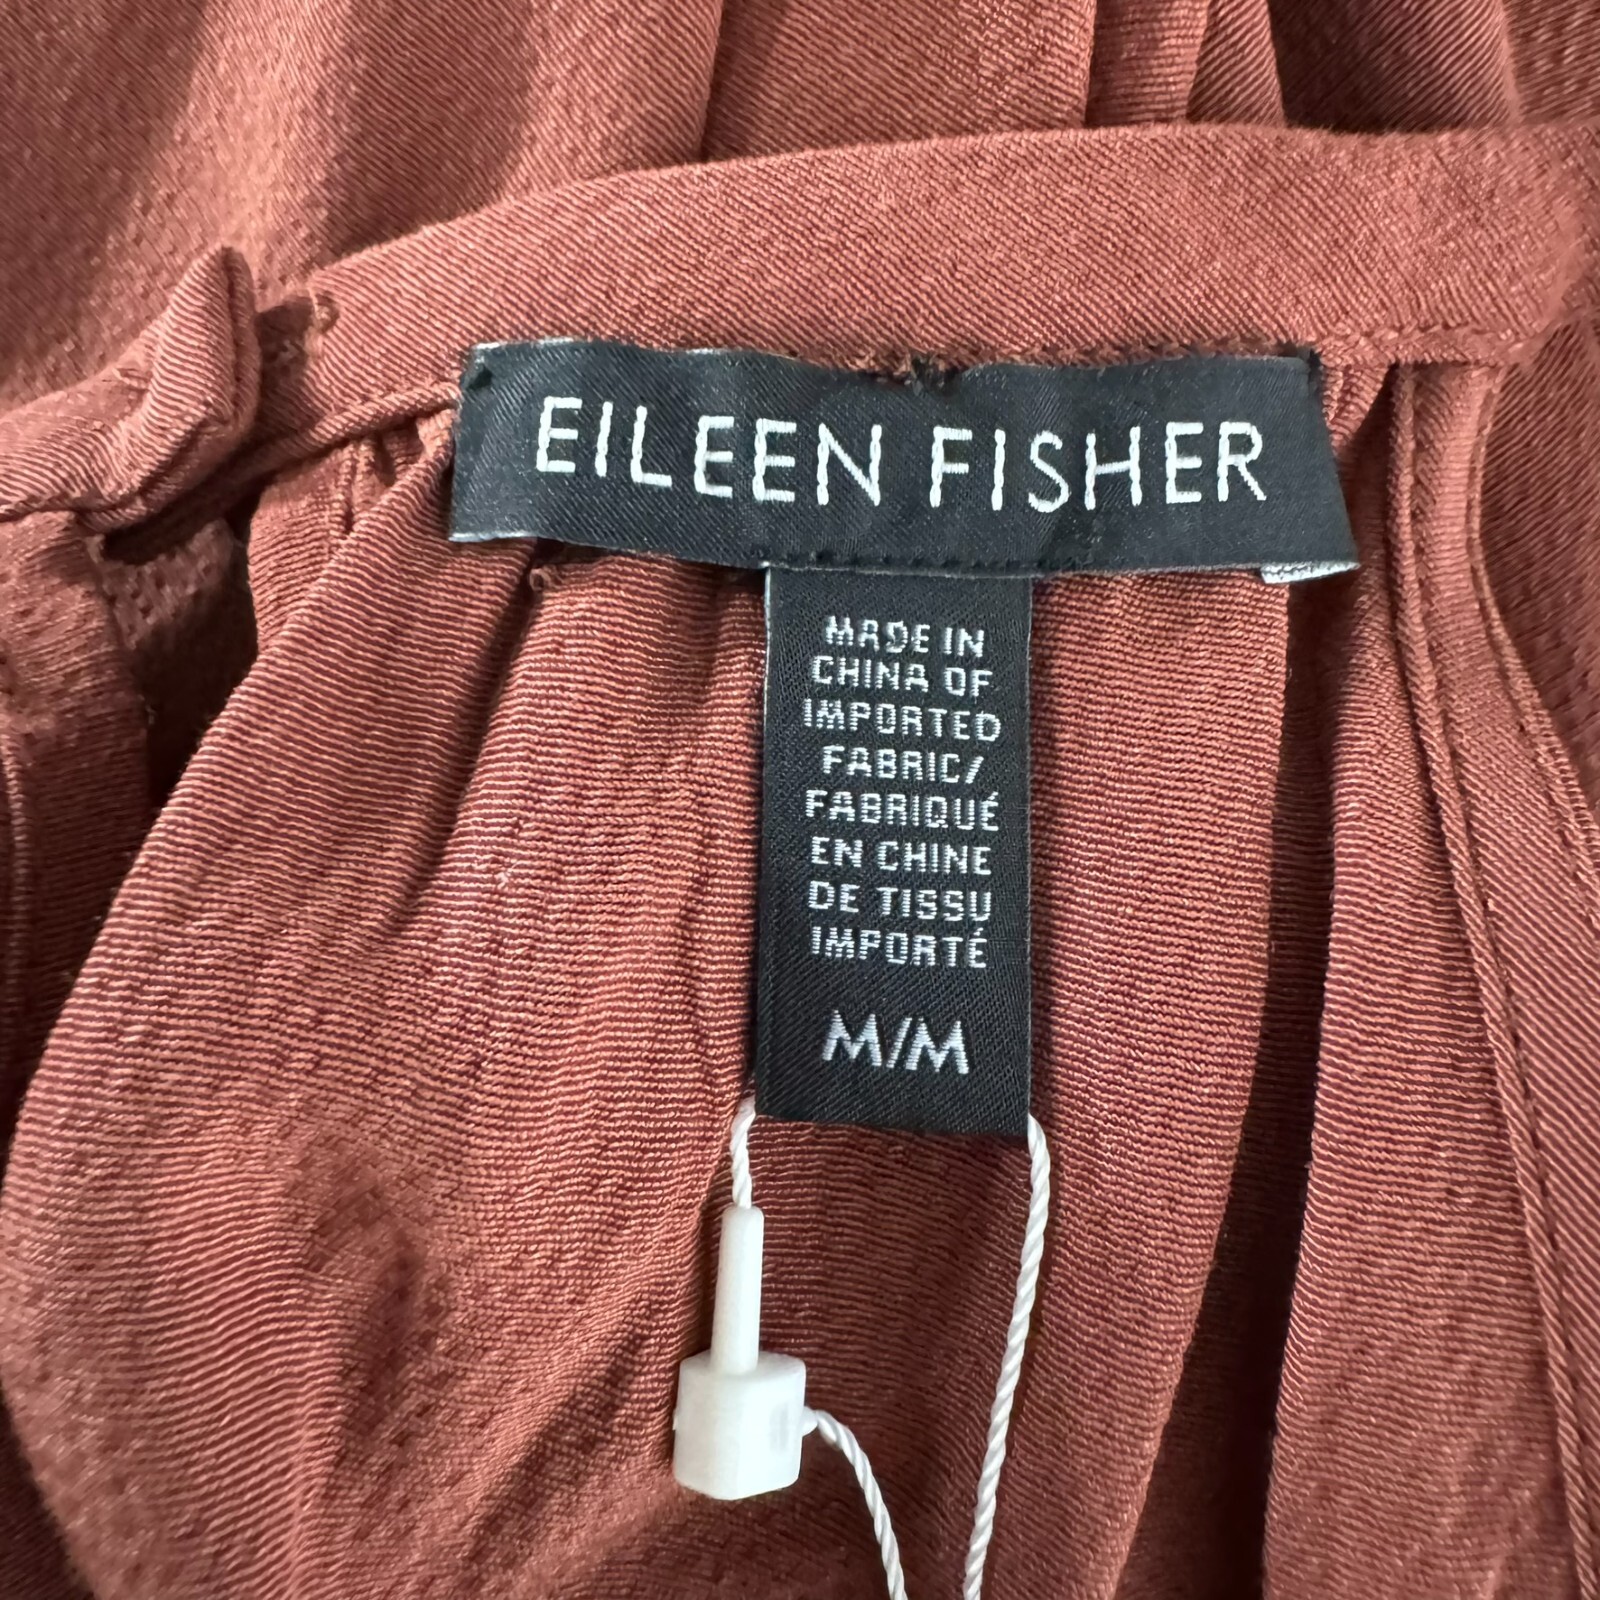 EILEEN FISHER
MADE IN
CHINA OF
IMPORTED
FABRIC/
FABRIQUÉ
EN CHINE
DE TISSU
IMPORTÉ
M/M